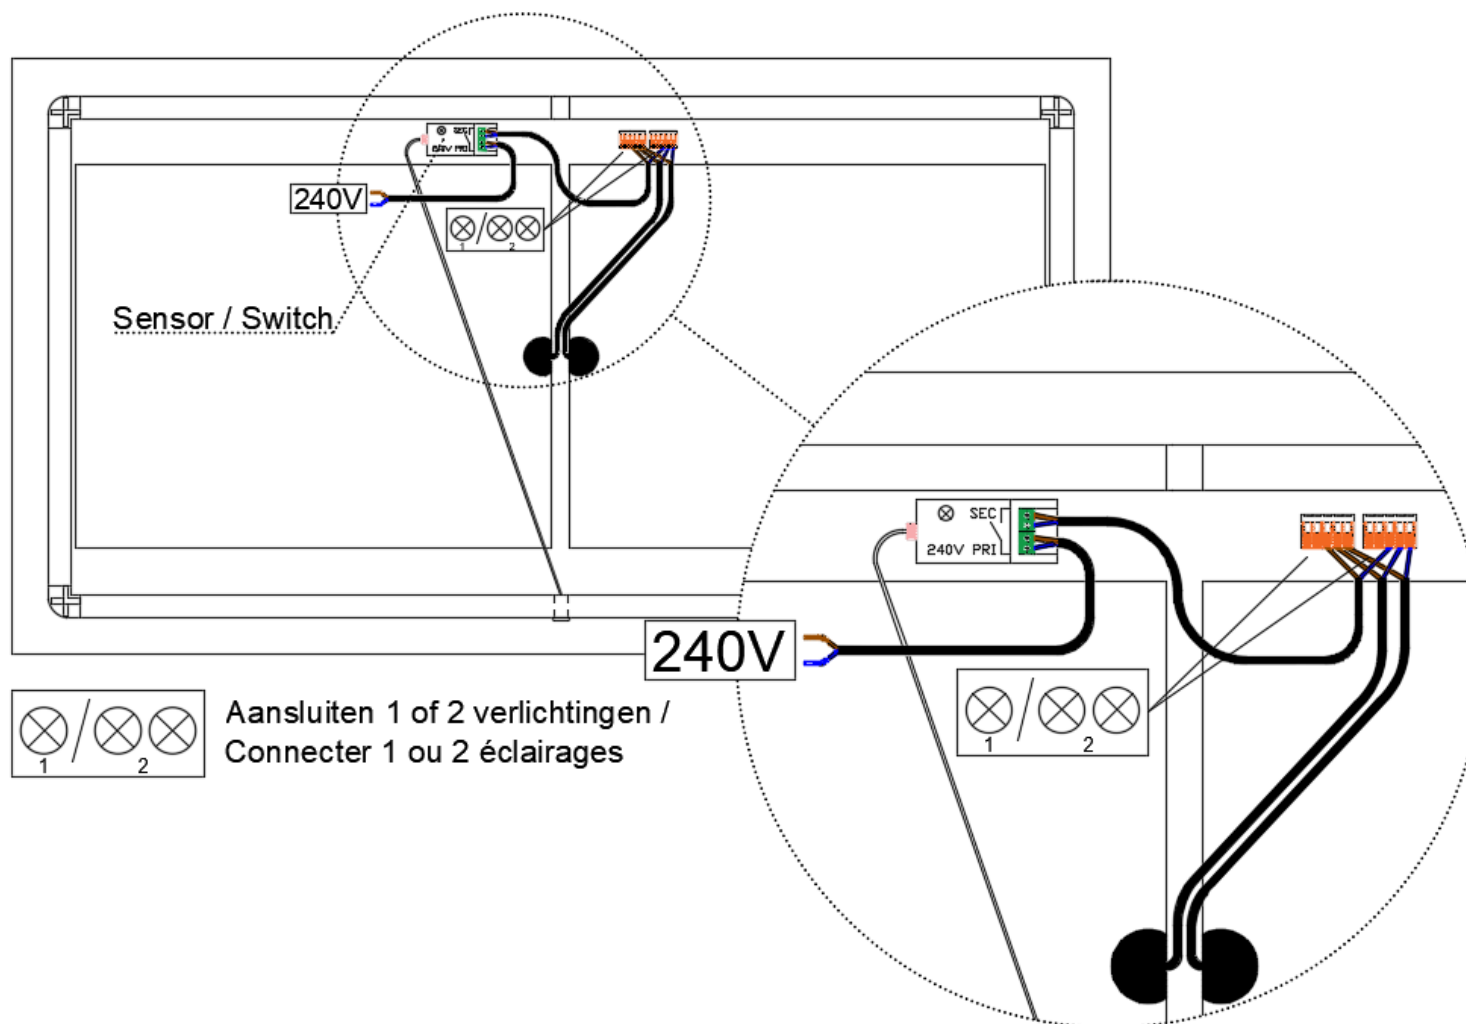 SEC
240V PRI
240V
1 2
Sensor / Switch
SEC
240V PRI
240V
1 2
1 2
Aansluiten 1 of 2 verlichtingen /
Connecter 1 ou 2 éclairages